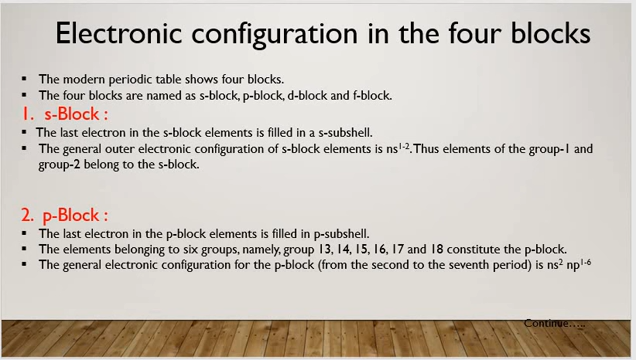 Electronic configuration in the four blocks
▪ The modern periodic table shows four blocks.
▪ The four blocks are named as s-block, p-block, d-block and f-block.
1. s-Block :
▪ The last electron in the s-block elements is filled in a s-subshell.
▪ The general outer electronic configuration of s-block elements is ns¹⁻². Thus elements of the group-1 and
group-2 belong to the s-block.
2. p-Block :
▪ The last electron in the p-block elements is filled in p-subshell.
▪ The elements belonging to six groups, namely, group 13, 14, 15, 16, 17 and 18 constitute the p-block.
▪ The general electronic configuration for the p-block (from the second to the seventh period) is ns² np¹⁻⁶
Continue…..